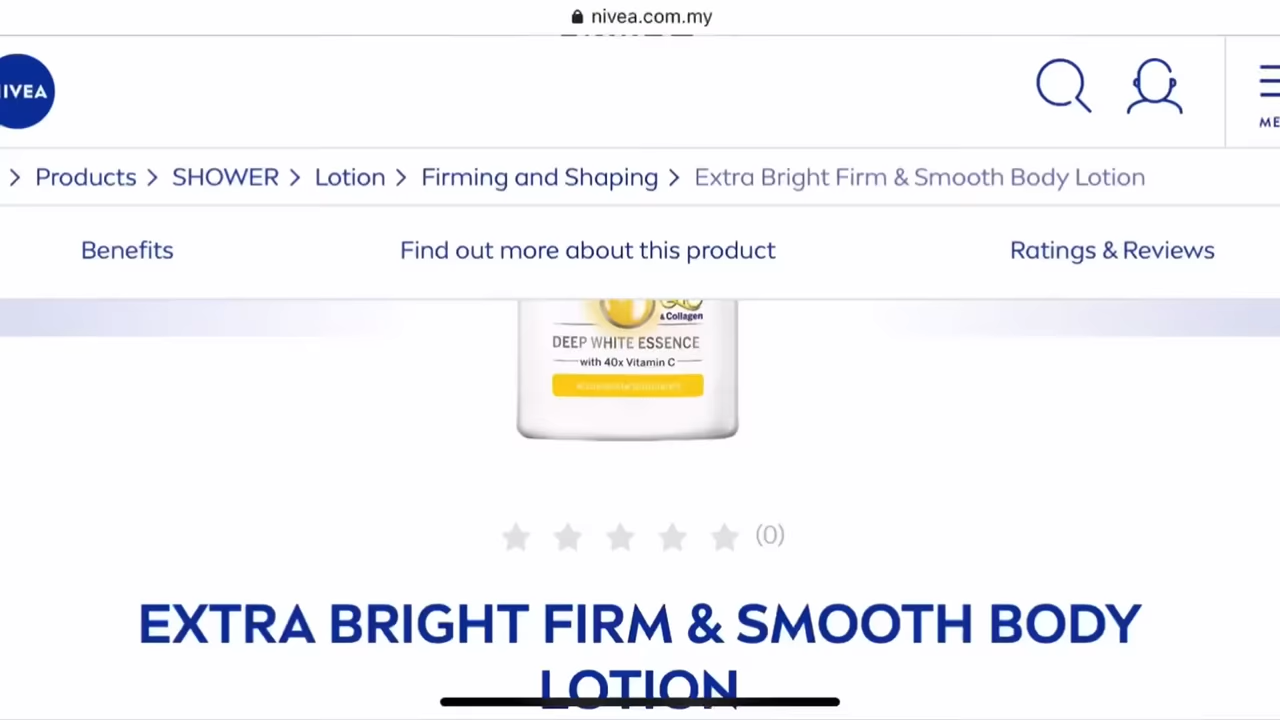 nivea.com.my
NIVEA
> Products > SHOWER > Lotion > Firming and Shaping > Extra Bright Firm & Smooth Body Lotion
Benefits Find out more about this product Ratings & Reviews
& Collagen
DEEP WHITE ESSENCE
with 40x Vitamin C
(0)
EXTRA BRIGHT FIRM & SMOOTH BODY
LOTION